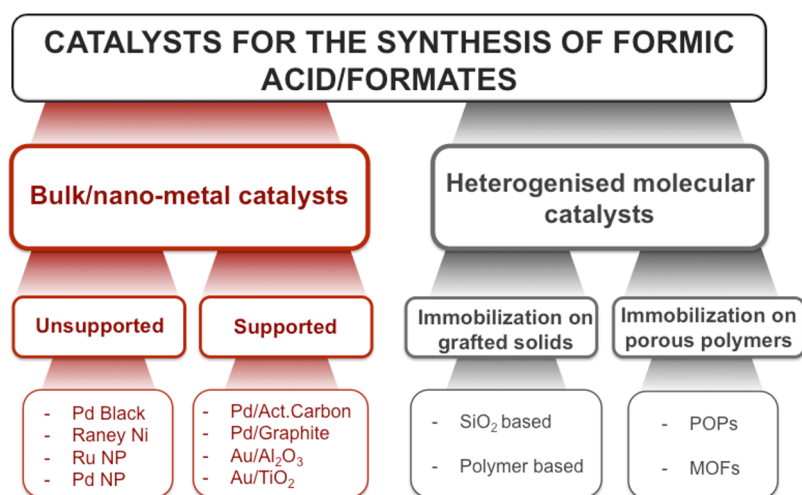 CATALYSTS FOR THE SYNTHESIS OF FORMIC
ACID/FORMATES
Bulk/nano-metal catalysts
Heterogenised molecular
catalysts
Unsupported
Supported
Immobilization on
grafted solids
Immobilization on
porous polymers
- Pd Black
- Raney Ni
- Ru NP
- Pd NP
- Pd/Act.Carbon
- Pd/Graphite
- Au/Al₂O₃
- Au/TiO₂
- SiO₂ based
- Polymer based
- POPs
- MOFs